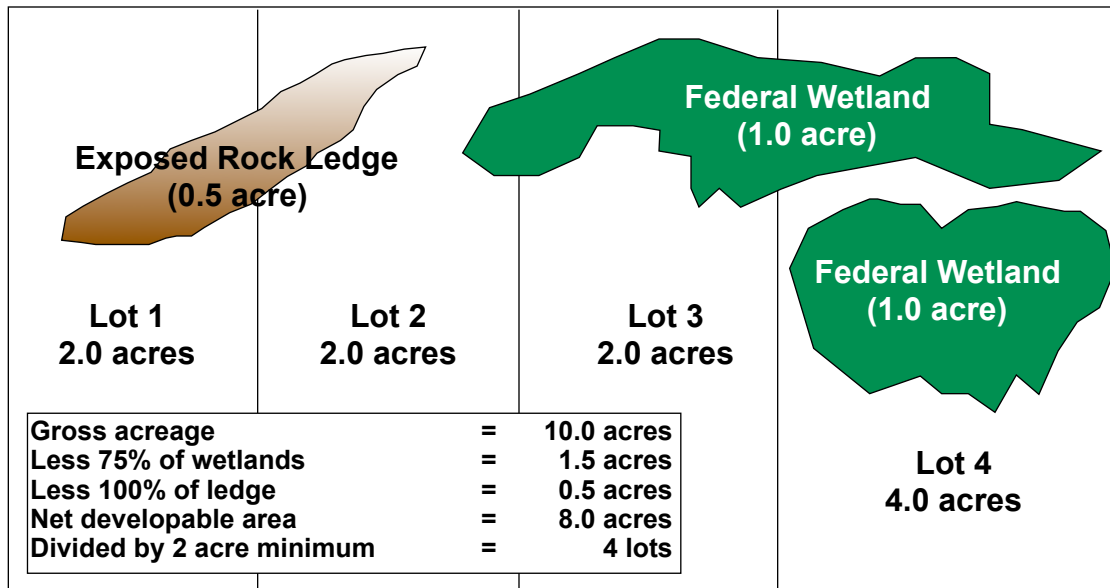 Federal Wetland
(1.0 acre)
Exposed Rock Ledge
(0.5 acre)
Federal Wetland
(1.0 acre)
Lot 1
2.0 acres
Lot 2
2.0 acres
Lot 3
2.0 acres
Lot 4
4.0 acres
Gross acreage = 10.0 acres
Less 75% of wetlands = 1.5 acres
Less 100% of ledge = 0.5 acres
Net developable area = 8.0 acres
Divided by 2 acre minimum = 4 lots